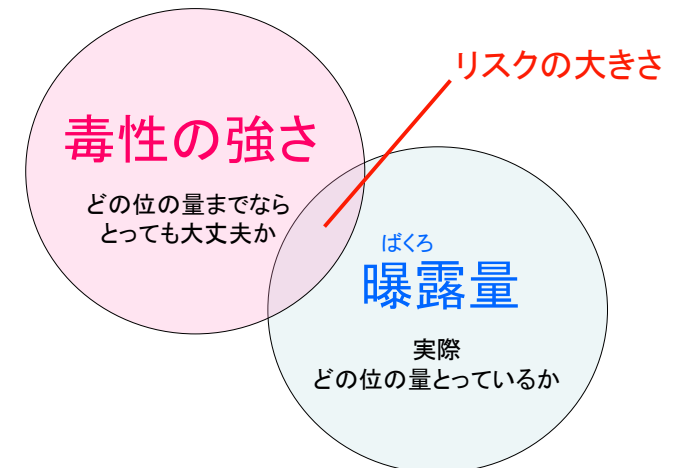 リスクの大きさ
毒性の強さ
どの位の量までなら
とっても大丈夫か
ばくろ
曝露量
実際
どの位の量とっているか